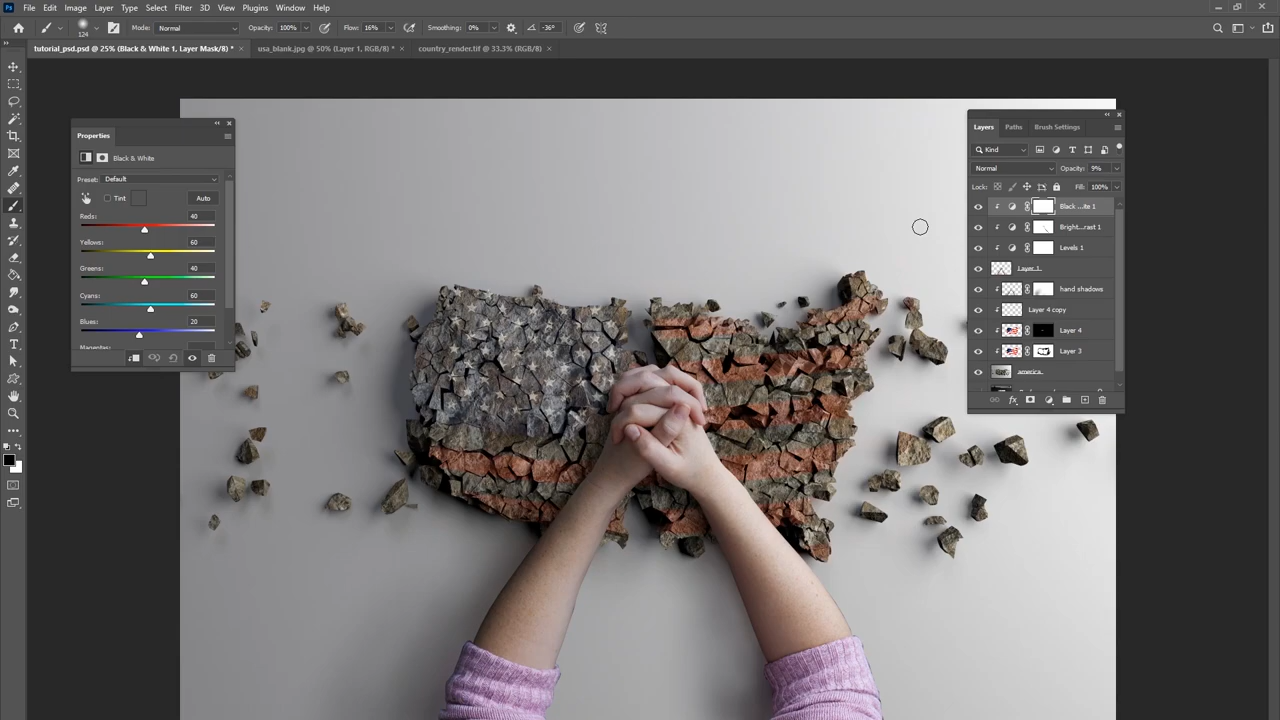 Ps File Edit Image Layer Type Select Filter 3D View Plugins Window Help
124 Mode: Normal Opacity: 100% Flow: 16% Smoothing: 0% -36°
tutorial_psd.psd @ 25% (Black & White 1, Layer Mask/8) * × usa_blank.jpg @ 50% (Layer 1, RGB/8) * × country_render.tif @ 33.3% (RGB/8) ×
Properties
Black & White
Preset: Default
Tint Auto
Reds: 40
Yellows: 60
Greens: 40
Cyans: 60
Blues: 20
Layers Paths Brush Settings
Kind
Normal Opacity: 9%
Lock: Fill: 100%
Black ...ite 1
Bright...rast 1
Levels 1
Layer 1
hand shadows
Layer 4 copy
Layer 4
Layer 3
america